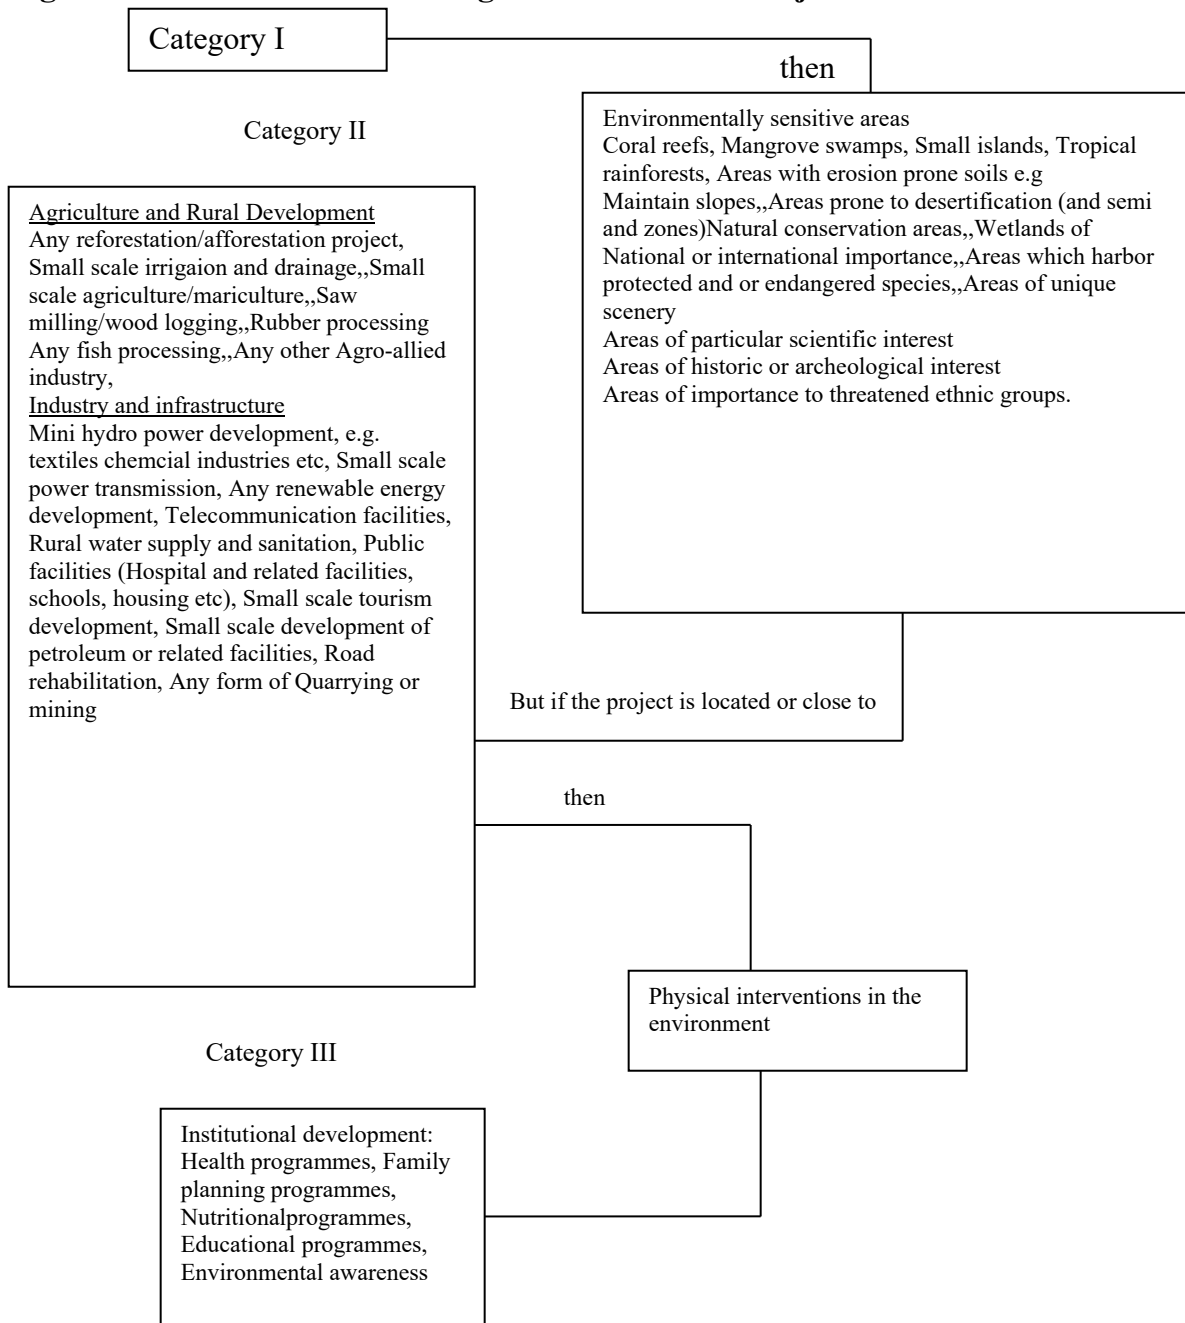 Category I
then
Environmentally sensitive areas
Coral reefs, Mangrove swamps, Small islands, Tropical
rainforests, Areas with erosion prone soils e.g
Maintain slopes,,Areas prone to desertification (and semi
and zones)Natural conservation areas,,Wetlands of
National or international importance,,Areas which harbor
protected and or endangered species,,Areas of unique
scenery
Areas of particular scientific interest
Areas of historic or archeological interest
Areas of importance to threatened ethnic groups.
Category II
Agriculture and Rural Development
Any reforestation/afforestation project,
Small scale irrigaion and drainage,,Small
scale agriculture/mariculture,,Saw
milling/wood logging,,Rubber processing
Any fish processing,,Any other Agro-allied
industry,
Industry and infrastructure
Mini hydro power development, e.g.
textiles chemcial industries etc, Small scale
power transmission, Any renewable energy
development, Telecommunication facilities,
Rural water supply and sanitation, Public
facilities (Hospital and related facilities,
schools, housing etc), Small scale tourism
development, Small scale development of
petroleum or related facilities, Road
rehabilitation, Any form of Quarrying or
mining
But if the project is located or close to
then
Physical interventions in the
environment
Category III
Institutional development:
Health programmes, Family
planning programmes,
Nutritionalprogrammes,
Educational programmes,
Environmental awareness